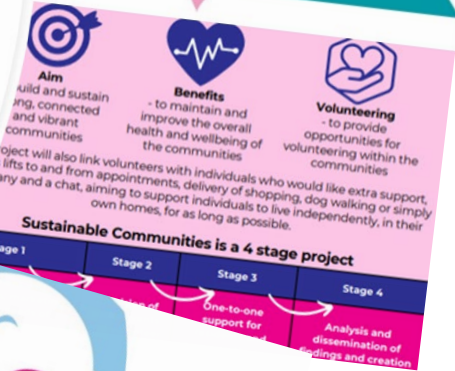 Aim
uild and sustain
ng, connected
and vibrant
communities
Benefits
- to maintain and
improve the overall
health and wellbeing of
the communities
Volunteering
- to provide
opportunities for
volunteering within the
communities
oject will also link volunteers with individuals who would like extra support,
lifts to and from appointments, delivery of shopping, dog walking or simply
any and a chat, aiming to support individuals to live independently, in their
own homes, for as long as possible.
Sustainable Communities is a 4 stage project
age 1
Stage 2
Stage 3
Stage 4
of
One-to-one
support for
Analysis and
dissemination of
findings and creation